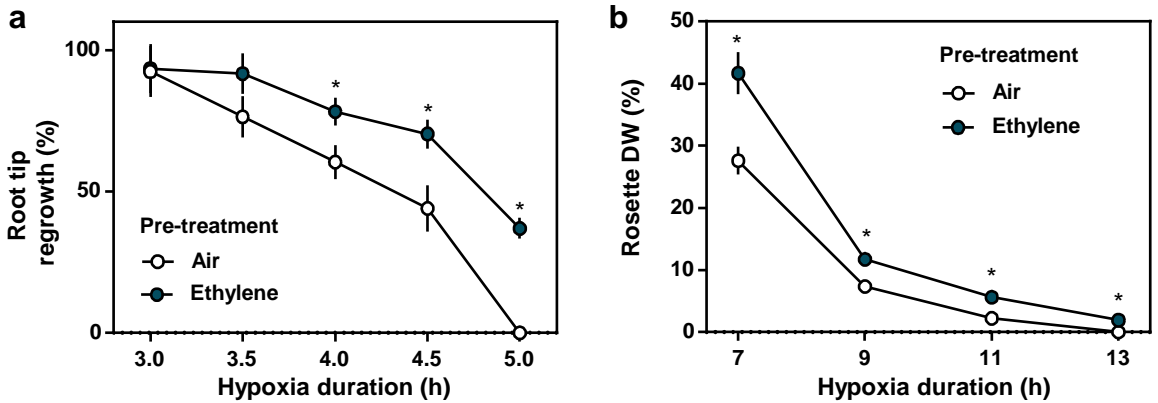 a
100
50
0
Root tip
regrowth (%)
*
*
*
Pre-treatment
Air
Ethylene
3.0 3.5 4.0 4.5 5.0
Hypoxia duration (h)
b
50
40
30
20
10
0
Rosette DW (%)
*
*
*
*
Pre-treatment
Air
Ethylene
7 9 11 13
Hypoxia duration (h)